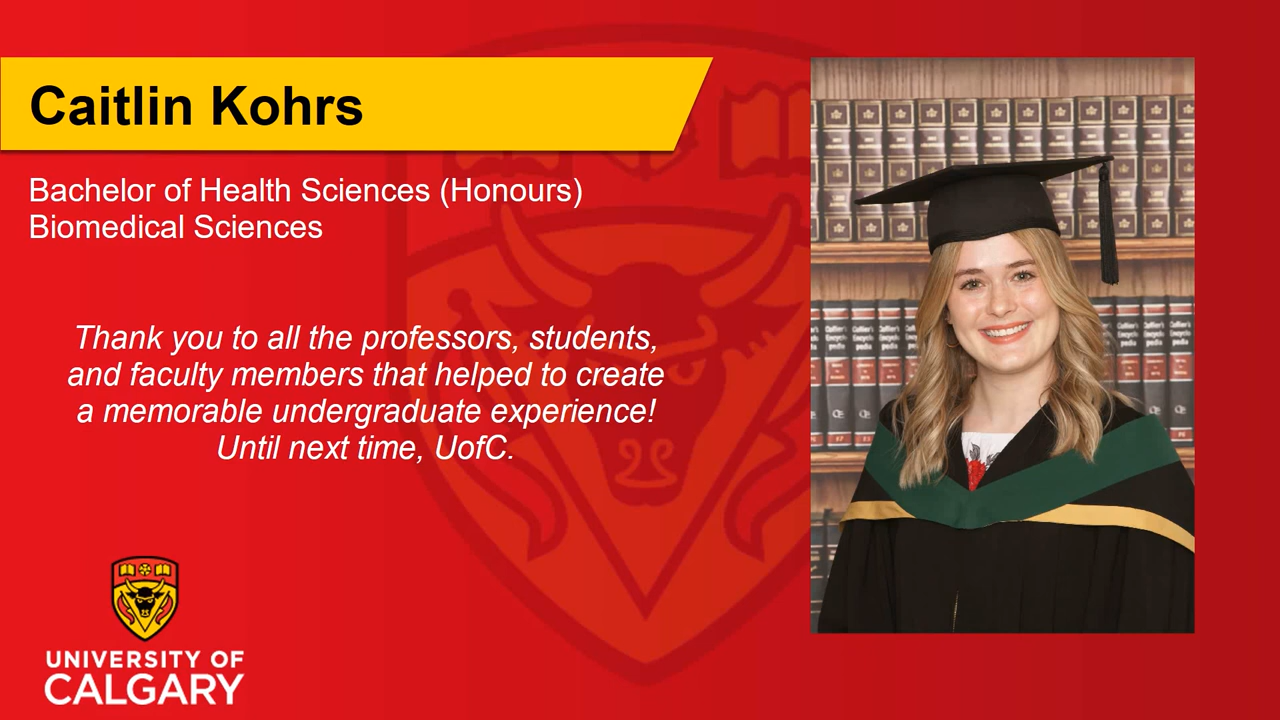 Caitlin Kohrs
Bachelor of Health Sciences (Honours)
Biomedical Sciences
Thank you to all the professors, students,
and faculty members that helped to create
a memorable undergraduate experience!
Until next time, UofC.
UNIVERSITY OF
CALGARY